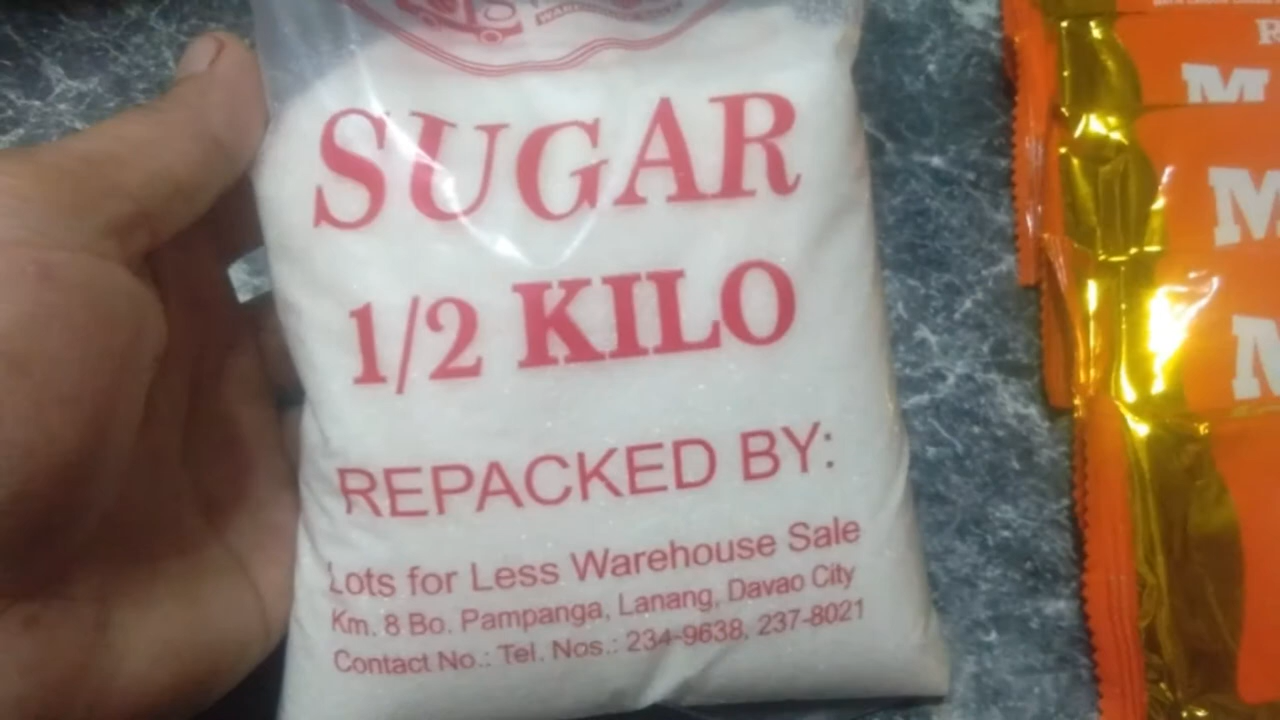 SUGAR
1/2 KILO
REPACKED BY:
Lots for Less Warehouse Sale
Km. 8 Bo. Pampanga, Lanang, Davao City
Contact No.: Tel. Nos.: 234-9638, 237-8021
M
M